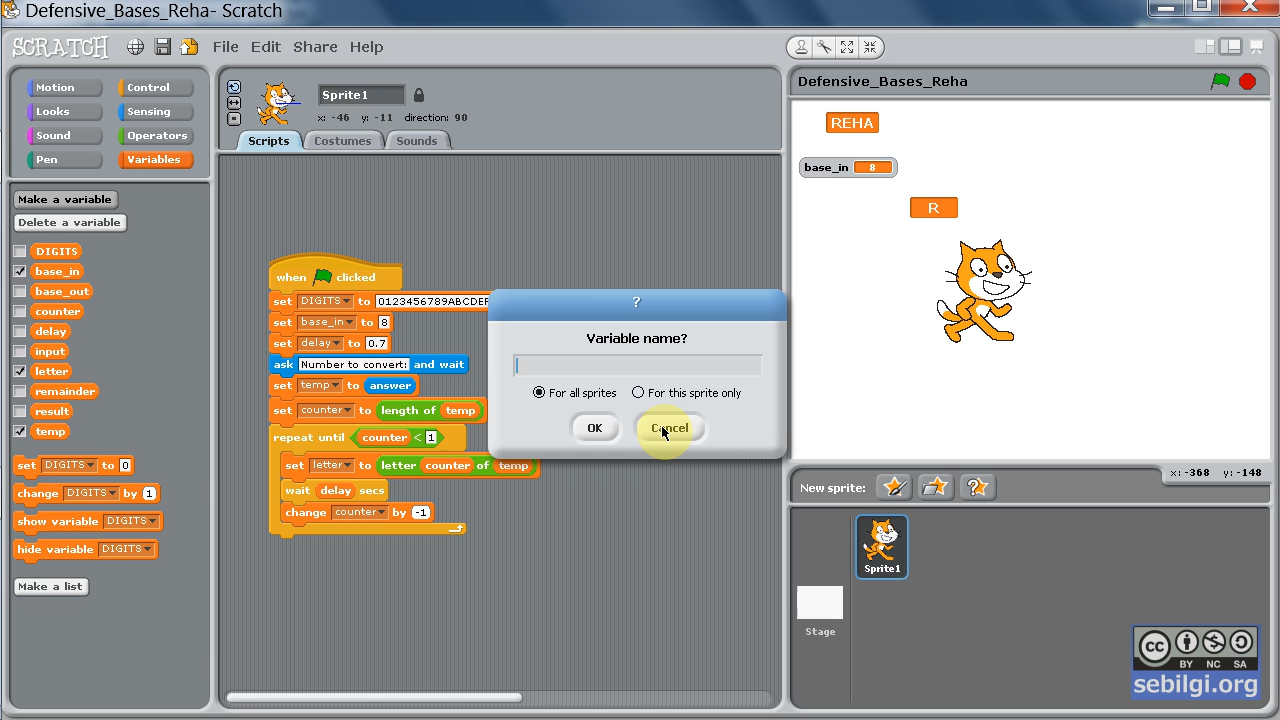 Defensive_Bases_Reha- Scratch
SCRATCH File Edit Share Help
Motion Control
Looks Sensing
Sound Operators
Pen Variables
Make a variable
Delete a variable
DIGITS
base_in
base_out
counter
delay
input
letter
remainder
result
temp
set DIGITS to 0
change DIGITS by 1
show variable DIGITS
hide variable DIGITS
Make a list
Sprite1
x: -46 y: -11 direction: 90
Scripts Costumes Sounds
when clicked
set DIGITS to 0123456789ABCDEF
set base_in to 8
set delay to 0.7
ask Number to convert: and wait
set temp to answer
set counter to length of temp
repeat until counter < 1
set letter to letter counter of temp
wait delay secs
change counter by -1
?
Variable name?
For all sprites For this sprite only
OK Cancel
Defensive_Bases_Reha
REHA
base_in 8
R
x: -368 y: -148
New sprite:
Sprite1
Stage
cc
BY NC SA
sebilgi.org